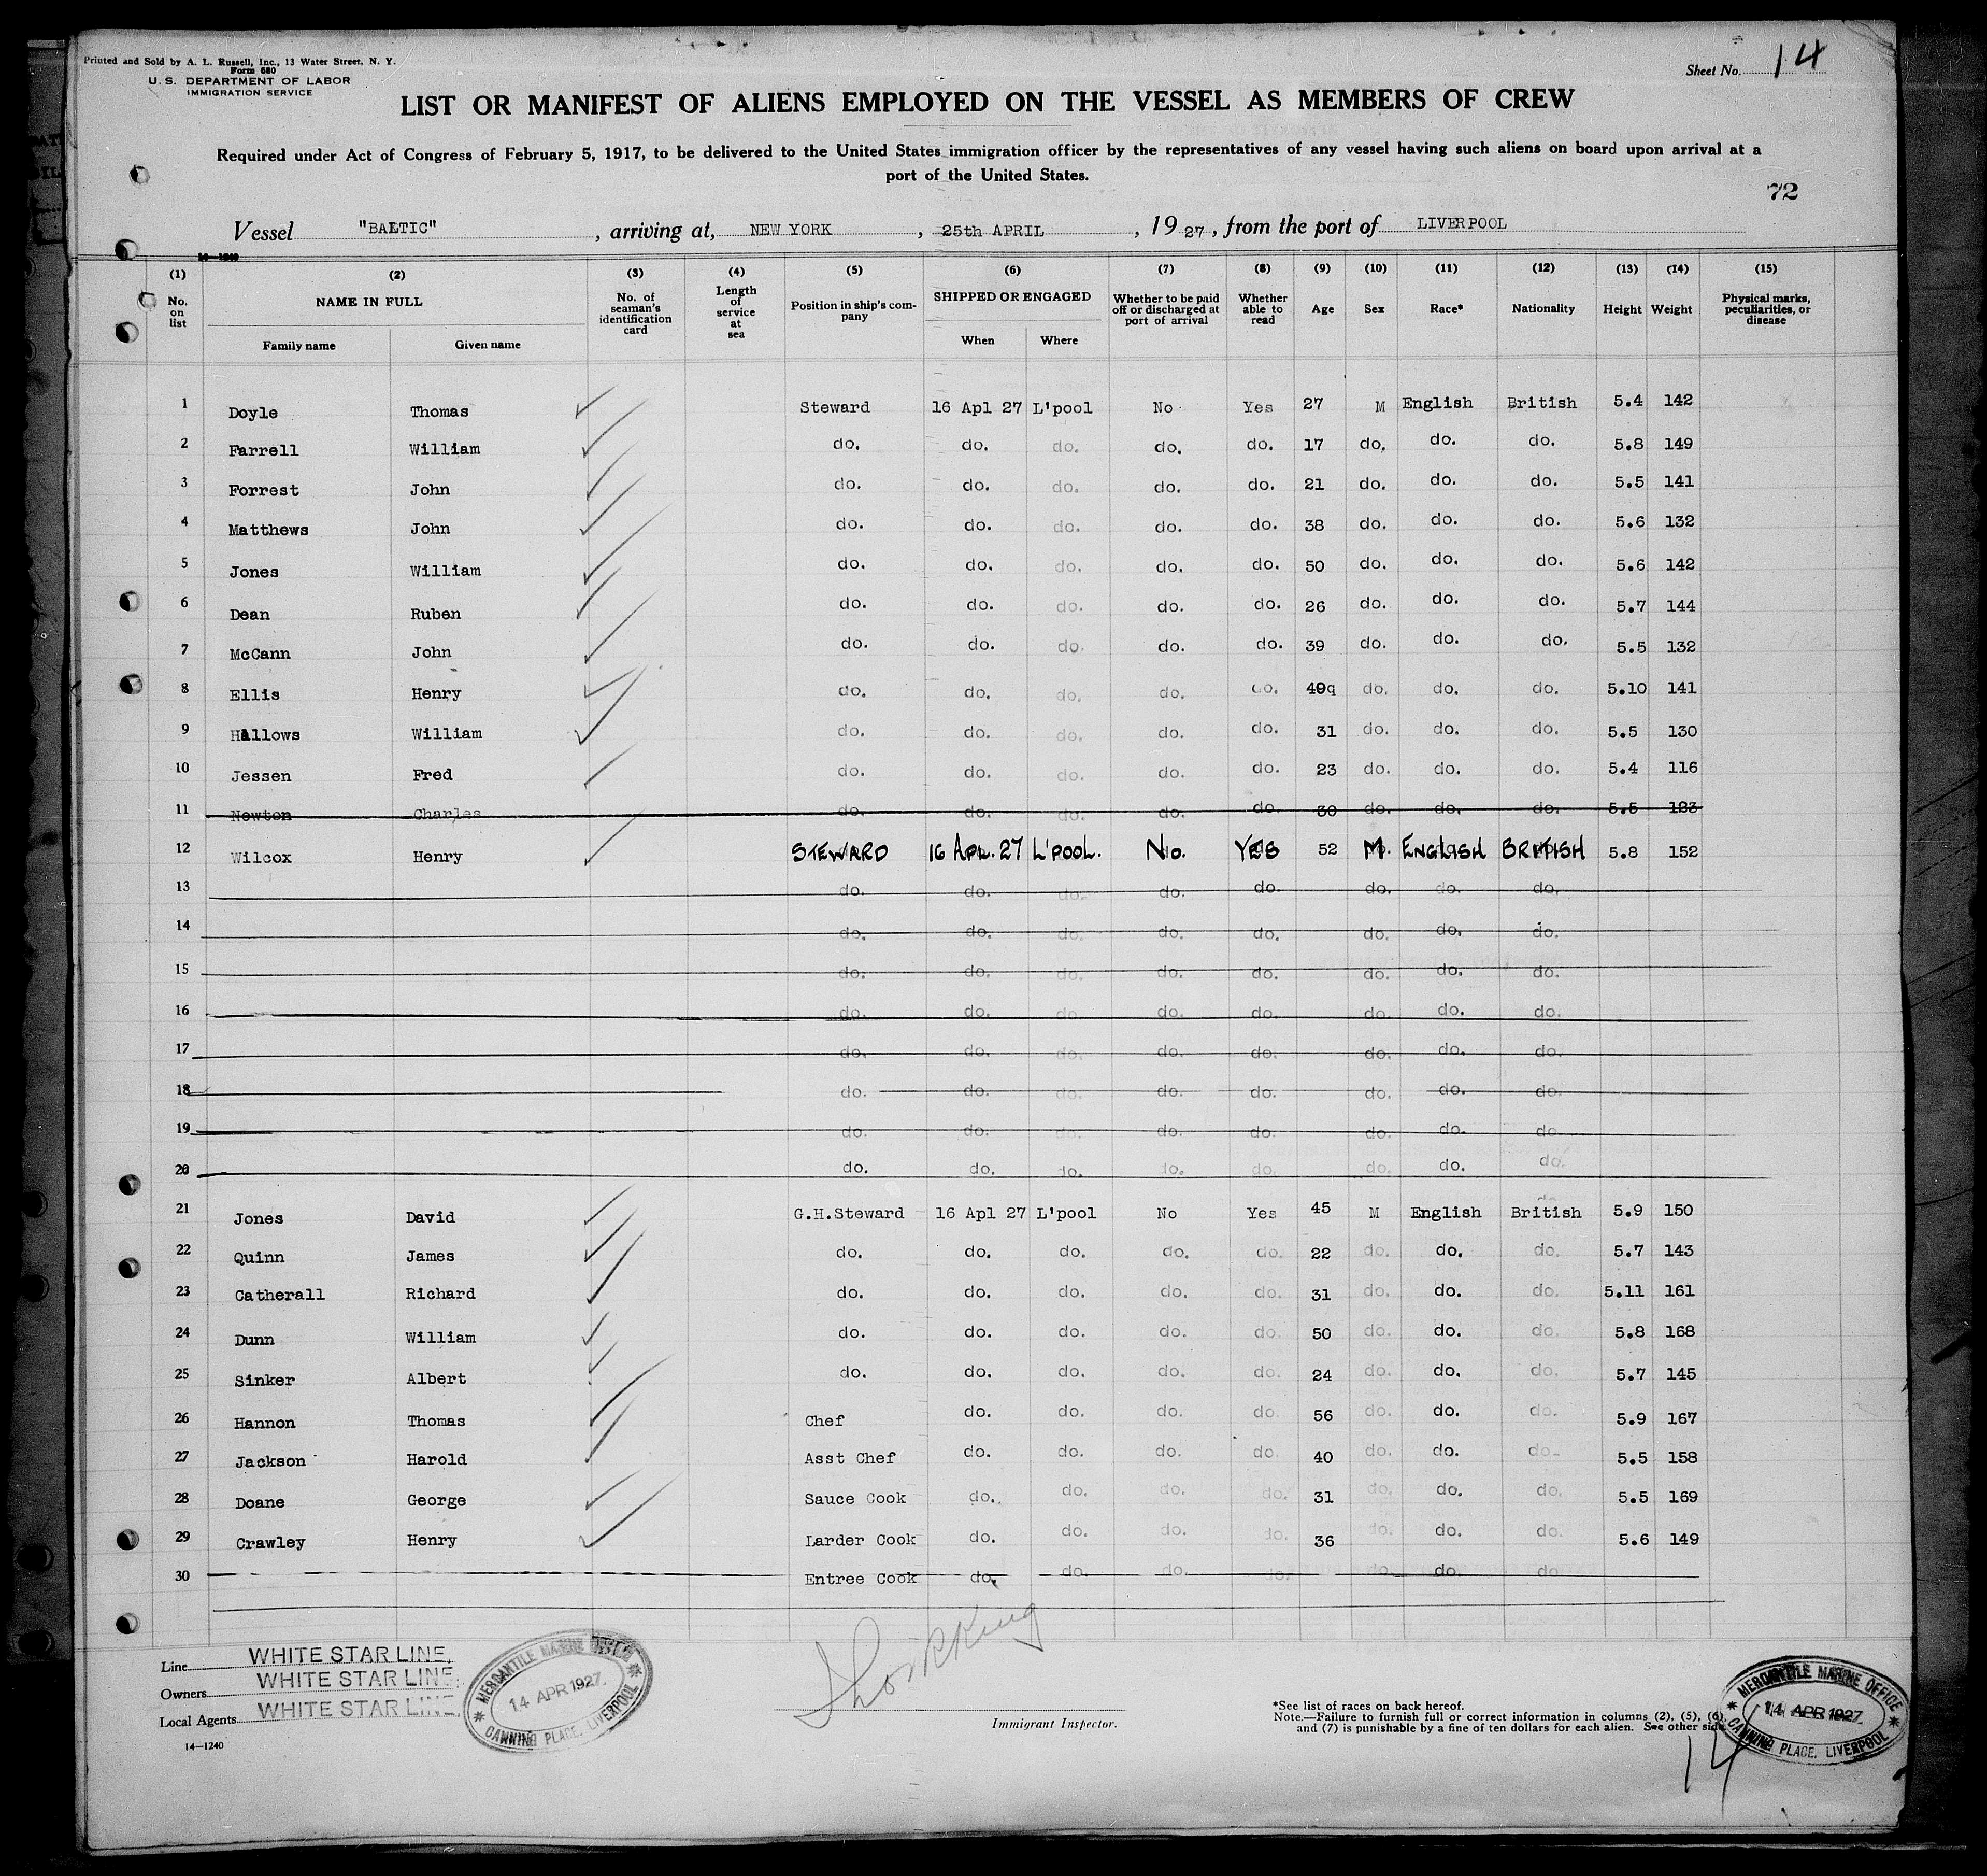 Printed and Sold by A. L. Russell, Inc., 13 Water Street, N. Y.
Form 680
U. S. DEPARTMENT OF LABOR
IMMIGRATION SERVICE
Sheet No. 14
LIST OR MANIFEST OF ALIENS EMPLOYED ON THE VESSEL AS MEMBERS OF CREW
Required under Act of Congress of February 5, 1917, to be delivered to the United States immigration officer by the representatives of any vessel having such aliens on board upon arrival at a
port of the United States.
72
Vessel "BALTIC", arriving at, NEW YORK, 25th APRIL, 1927, from the port of LIVERPOOL
14—1240
(1) (2) (3) (4) (5) (6) (7) (8) (9) (10) (11) (12) (13) (14) (15)
No. on list NAME IN FULL Family name Given name No. of seaman's identification card Length of service at sea Position in ship's company SHIPPED OR ENGAGED When Where Whether to be paid off or discharged at port of arrival Whether able to read Age Sex Race* Nationality Height Weight Physical marks, peculiarities, or disease
1 Doyle Thomas Steward 16 Apl 27 L'pool No Yes 27 M English British 5.4 142
2 Farrell William do. do. do. do. do. 17 do. do. do. 5.8 149
3 Forrest John do. do. do. do. do. 21 do. do. do. 5.5 141
4 Matthews John do. do. do. do. do. 38 do. do. do. 5.6 132
5 Jones William do. do. do. do. do. 50 do. do. do. 5.6 142
6 Dean Ruben do. do. do. do. do. 26 do. do. do. 5.7 144
7 McCann John do. do. do. do. do. 39 do. do. do. 5.5 132
8 Ellis Henry do. do. do. do. do. 49q do. do. do. 5.10 141
9 Hallows William do. do. do. do. do. 31 do. do. do. 5.5 130
10 Jessen Fred do. do. do. do. do. 23 do. do. do. 5.4 116
11 Newton Charles do. do. do. do. do. 30 do. do. do. 5.5 123
12 Wilcox Henry STEWARD 16 APL. 27 L'POOL. No. YES 52 M. ENGLISH BRITISH 5.8 152
13 do. do. do. do. do. do. do. do.
14 do. do. do. do. do. do. do. do.
15 do. do. do. do. do. do. do. do.
16 do. do. do. do. do. do. do. do.
17 do. do. do. do. do. do. do. do.
18 do. do. do. do. do. do. do. do.
19 do. do. do. do. do. do. do. do
20 do. do. do. do. do. do. do. do.
21 Jones David G.H.Steward 16 Apl 27 L'pool No Yes 45 M English British 5.9 150
22 Quinn James do. do. do. do. do. 22 do. do. do. 5.7 143
23 Catherall Richard do. do. do. do. do. 31 do. do. do. 5.11 161
24 Dunn William do. do. do. do. do. 50 do. do. do. 5.8 168
25 Sinker Albert do. do. do. do. do. 24 do. do. do. 5.7 145
26 Hannon Thomas Chef do. do. do. do. 56 do. do. do. 5.9 167
27 Jackson Harold Asst Chef do. do. do. do. 40 do. do. do. 5.5 158
28 Doane George Sauce Cook do. do. do. do. 31 do. do. do. 5.5 169
29 Crawley Henry Larder Cook do. do. do. do. 36 do. do. do. 5.6 149
30 Entree Cook do. do. do. do. do. do. do.
Line WHITE STAR LINE.
Owners WHITE STAR LINE.
Local Agents WHITE STAR LINE.
14—1240
MERCANTILE MARINE OFFICE
14 APR 1927
CANNING PLACE, LIVERPOOL
Immigrant Inspector.
*See list of races on back hereof.
Note.—Failure to furnish full or correct information in columns (2), (5), (6),
and (7) is punishable by a fine of ten dollars for each alien. See other side.
MERCANTILE MARINE OFFICE
14 APR 1927
CANNING PLACE, LIVERPOOL
14